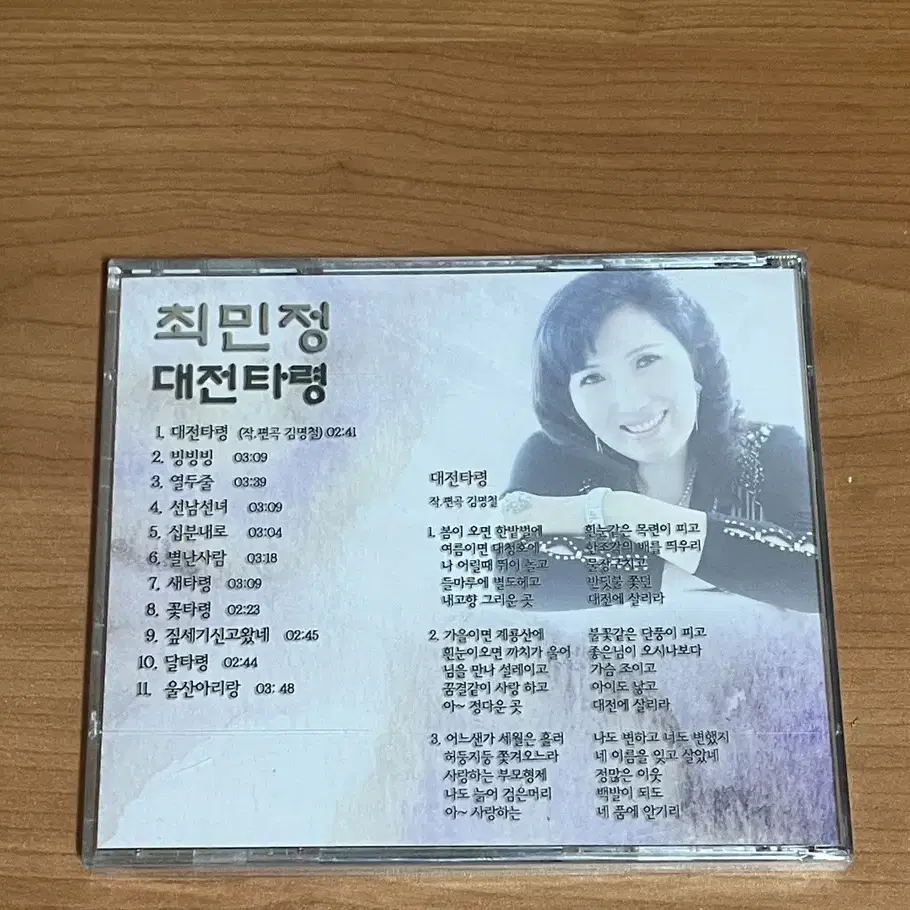 최민정
대전타령
1. 대전타령 (작.편곡 김명철) 02:41
2. 빙빙빙 03:09
3. 열두줄 03:39
4. 선남선녀 03:09
5. 십분내로 03:04
6. 별난사람 03:18
7. 새타령 03:09
8. 꽃타령 02:23
9. 짚세기신고왔네 02:45
10. 달타령 02:44
11. 울산아리랑 03:48
대전타령
작.편곡 김명철
1. 봄이 오면 한밭벌에 흰눈같은 목련이 피고
여름이면 대청호에 한조각의 배를 띄우리
나 어릴때 뛰어 놀고 물장구치고
들마루에 별도헤고 반딧불 쫓던
내고향 그리운 곳 대전에 살리라
2. 가을이면 계룡산에 불꽃같은 단풍이 피고
흰눈이오면 까치가 울어 좋은님이 오시나보다
님을 만나 설레이고 가슴 조이고
꿈결같이 사랑 하고 아이도 낳고
아~ 정다운 곳 대전에 살리라
3. 어느샌가 세월은 흘러 나도 변하고 너도 변했지
허둥지둥 쫓겨오느라 네 이름을 잊고 살았네
사랑하는 부모형제 정많은 이웃
나도 늙어 검은머리 백발이 되도
아~ 사랑하는 네 품에 안기리